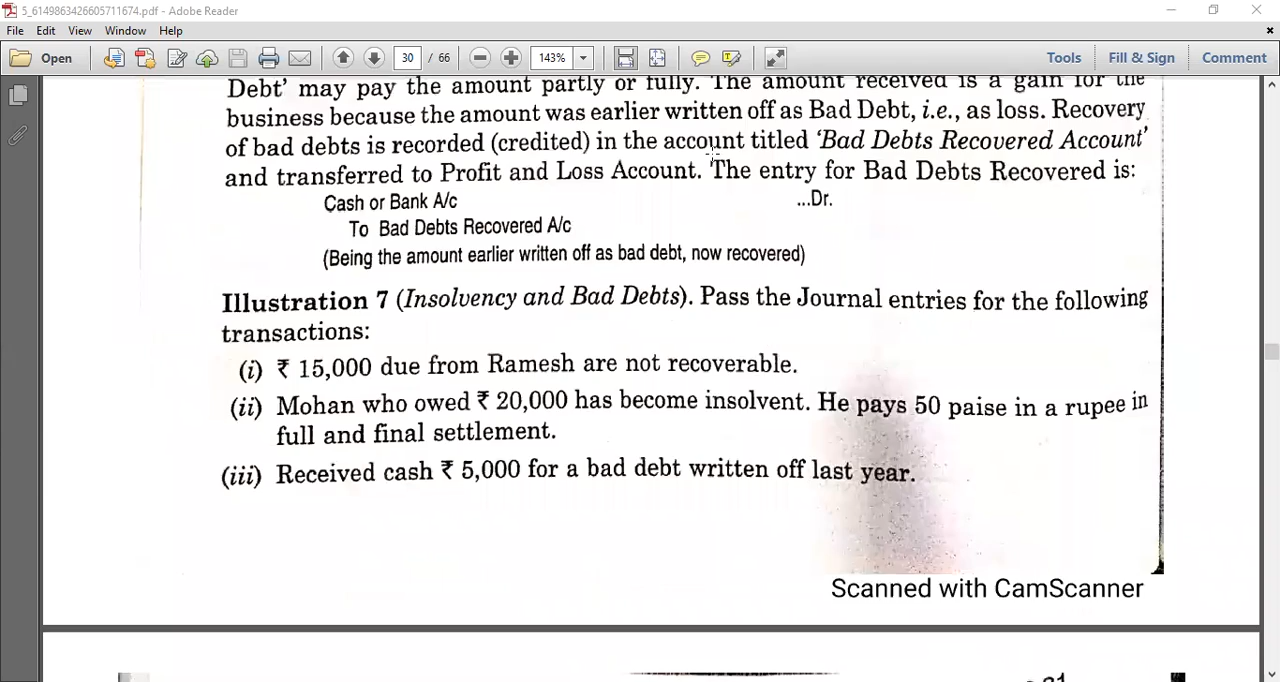 5_6149863426605711674.pdf - Adobe Reader
File Edit View Window Help
Open 30 / 66 143% Tools Fill & Sign Comment
Debt' may pay the amount partly or fully. The amount received is a gain for the
business because the amount was earlier written off as Bad Debt, i.e., as loss. Recovery
of bad debts is recorded (credited) in the account titled 'Bad Debts Recovered Account'
and transferred to Profit and Loss Account. The entry for Bad Debts Recovered is:
Cash or Bank A/c ...Dr.
To Bad Debts Recovered A/c
(Being the amount earlier written off as bad debt, now recovered)
Illustration 7 (Insolvency and Bad Debts). Pass the Journal entries for the following
transactions:
(i) ₹ 15,000 due from Ramesh are not recoverable.
(ii) Mohan who owed ₹ 20,000 has become insolvent. He pays 50 paise in a rupee in
full and final settlement.
(iii) Received cash ₹ 5,000 for a bad debt written off last year.
Scanned with CamScanner